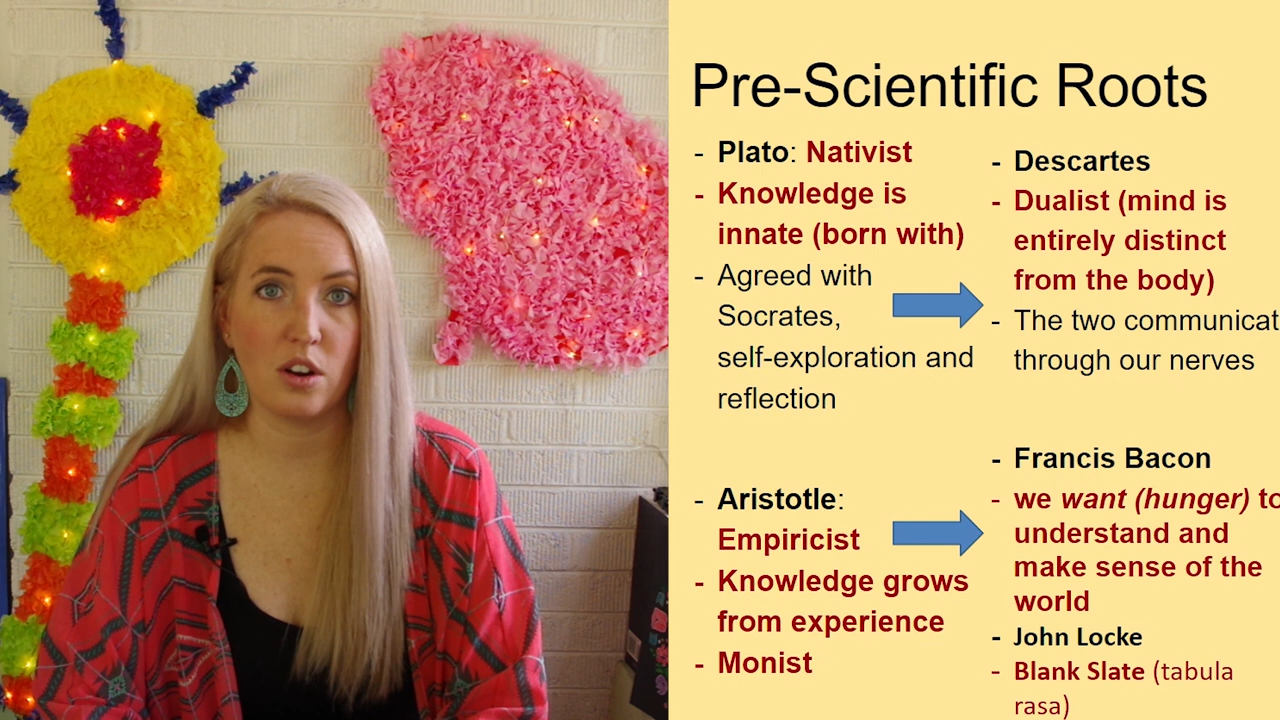 Pre-Scientific Roots
- Plato: Nativist
- Knowledge is
innate (born with)
- Agreed with
Socrates,
self-exploration and
reflection
- Aristotle:
Empiricist
- Knowledge grows
from experience
- Monist
- Descartes
- Dualist (mind is
entirely distinct
from the body)
- The two communicat
through our nerves
- Francis Bacon
- we want (hunger) to
understand and
make sense of the
world
- John Locke
- Blank Slate (tabula
rasa)